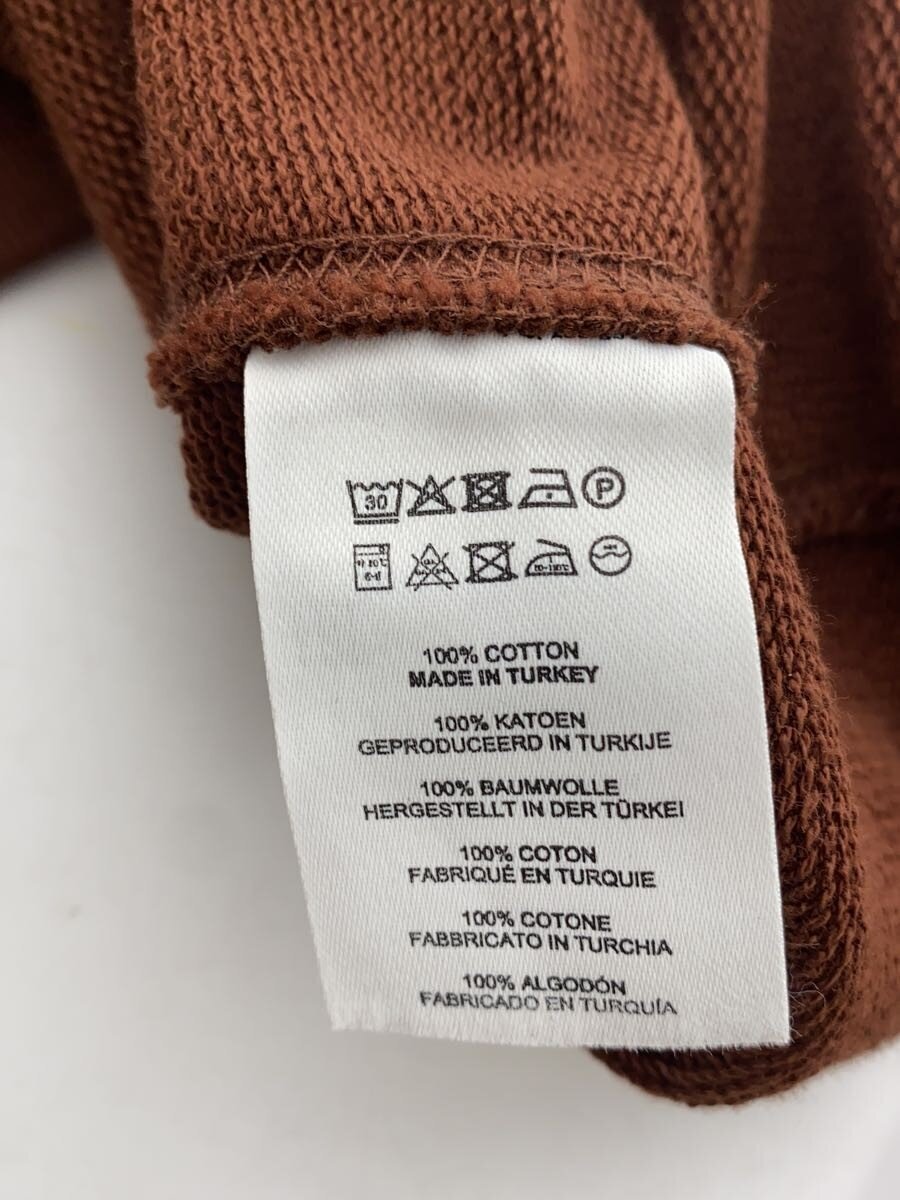 30
P
100% COTTON
MADE IN TURKEY
100% KATOEN
GEPRODUCEERD IN TURKIJE
100% BAUMWOLLE
HERGESTELLT IN DER TÜRKEI
100% COTON
FABRIQUÉ EN TURQUIE
100% COTONE
FABBRICATO IN TURCHIA
100% ALGODÓN
FABRICADO EN TURQUÍA